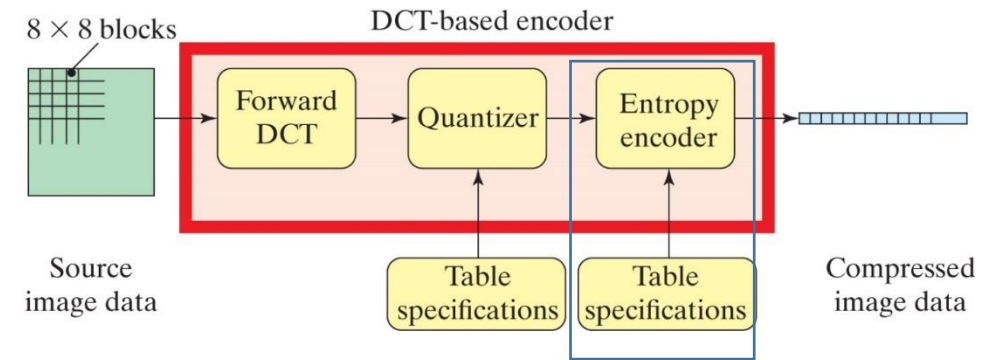 DCT-based encoder
8 × 8 blocks
Forward
DCT
Quantizer
Entropy
encoder
Source
image data
Table
specifications
Table
specifications
Compressed
image data